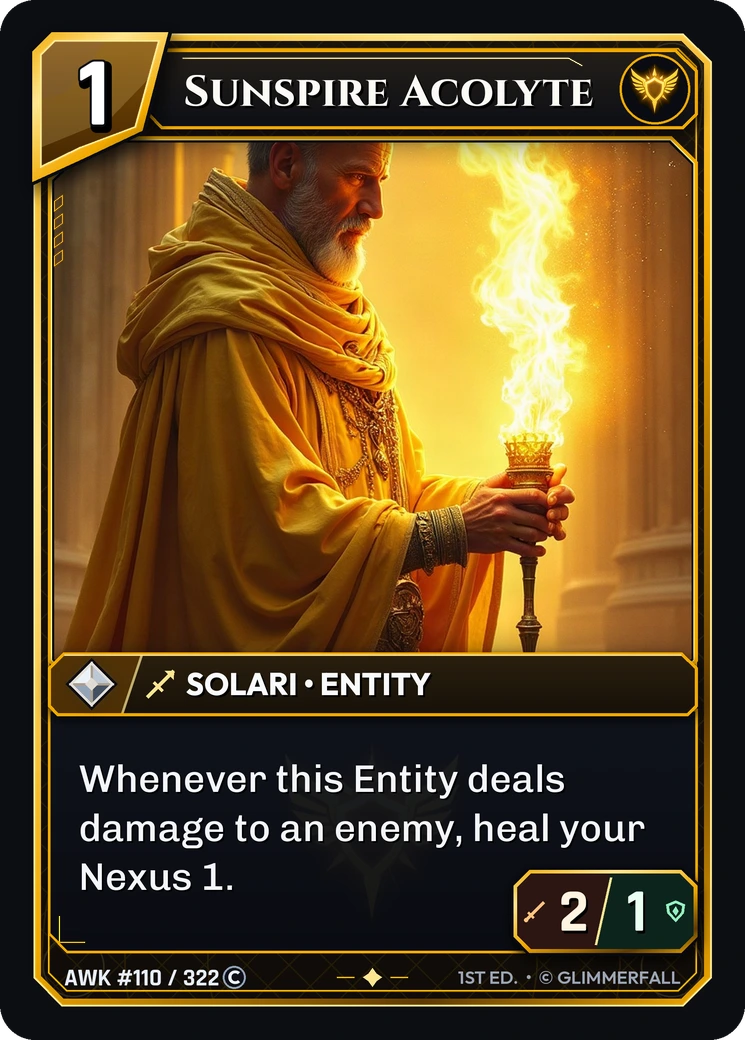 1
SUNSPIRE ACOLYTE
SOLARI • ENTITY
Whenever this Entity deals
damage to an enemy, heal your
Nexus 1.
2 / 1
AWK #110 / 322 © 1ST ED. • © GLIMMERFALL